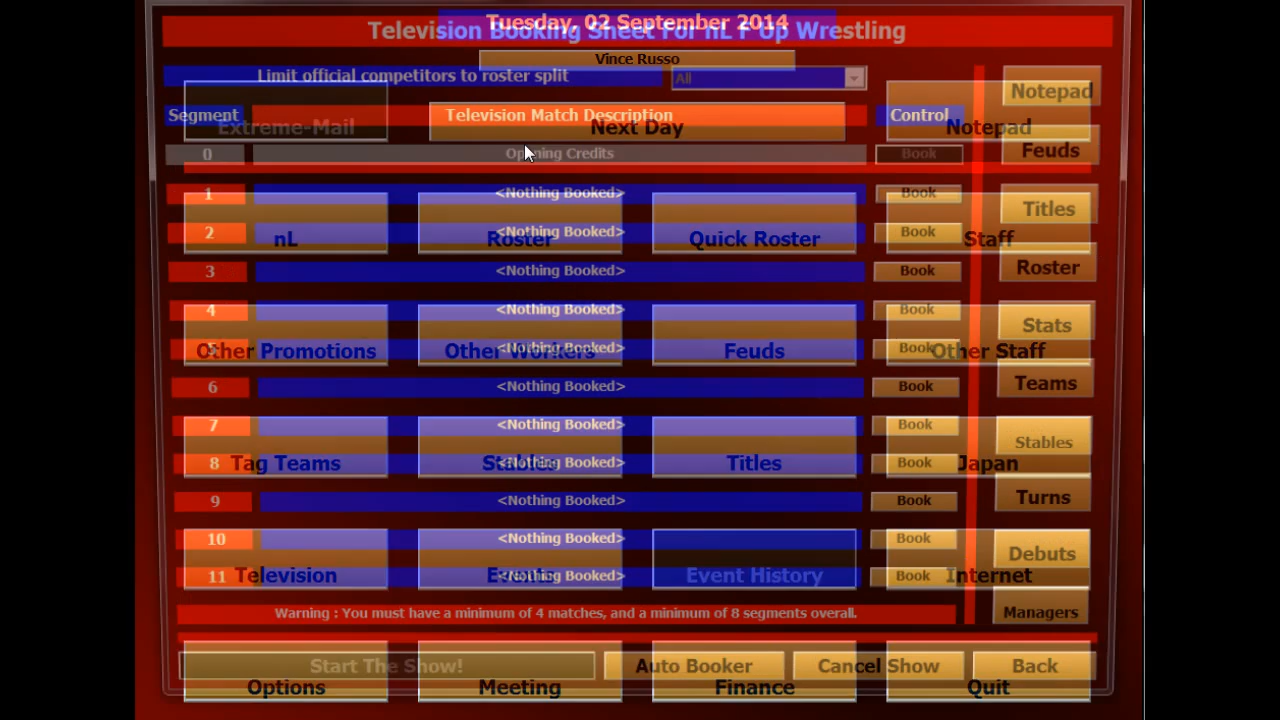 Tuesday, 02 September 2014
Television Booking Sheet For nL F Up Wrestling
Vince Russo
Limit official competitors to roster split
All
Notepad
Segment
Television Match Description
Control
Extreme-Mail
Next Day
Notepad
0
Opening Credits
Book
Feuds
1
<Nothing Booked>
Book
Titles
2
<Nothing Booked>
Book
nL
Roster
Quick Roster
Staff
3
<Nothing Booked>
Book
Roster
4
<Nothing Booked>
Book
Stats
5
<Nothing Booked>
Book
Other Promotions
Other Workers
Feuds
Other Staff
6
<Nothing Booked>
Book
Teams
7
<Nothing Booked>
Book
Stables
8
<Nothing Booked>
Book
Tag Teams
Stables
Titles
Japan
9
<Nothing Booked>
Book
Turns
10
<Nothing Booked>
Book
Debuts
11
<Nothing Booked>
Book
Television
Events
Event History
Internet
Warning : You must have a minimum of 4 matches, and a minimum of 8 segments overall.
Managers
Start The Show!
Auto Booker
Cancel Show
Back
Options
Meeting
Finance
Quit